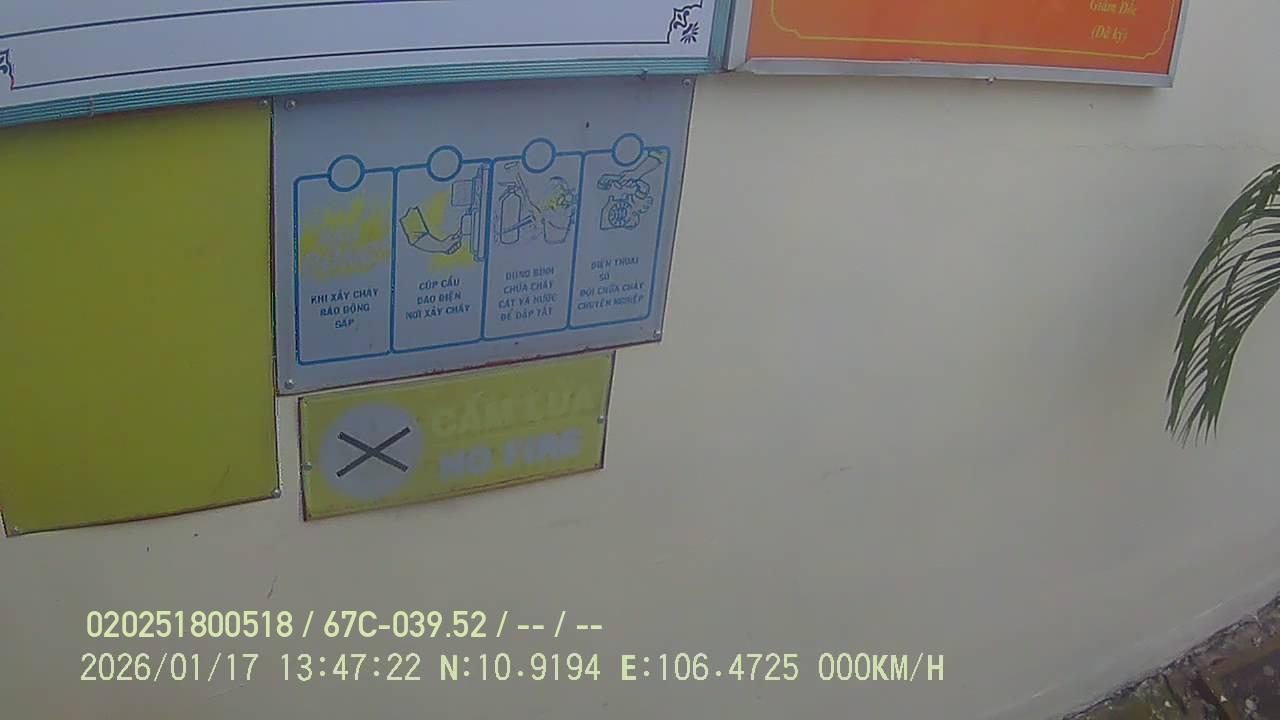 Giám Đốc
(Đã ký)
KHI XẢY CHÁY
BÁO ĐỘNG
GẤP
CÚP CẦU
DAO ĐIỆN
NƠI XẢY CHÁY
DÙNG BÌNH
CHỮA CHÁY
CÁT VÀ NƯỚC
ĐỂ DẬP TẮT
ĐIỆN THOẠI
SỐ
ĐỘI CHỮA CHÁY
CHUYÊN NGHIỆP
CẤM LỬA
NO FIRE
020251800518 / 67C-039.52 / -- / --
2026/01/17 13:47:22 N:10.9194 E:106.4725 000KM/H